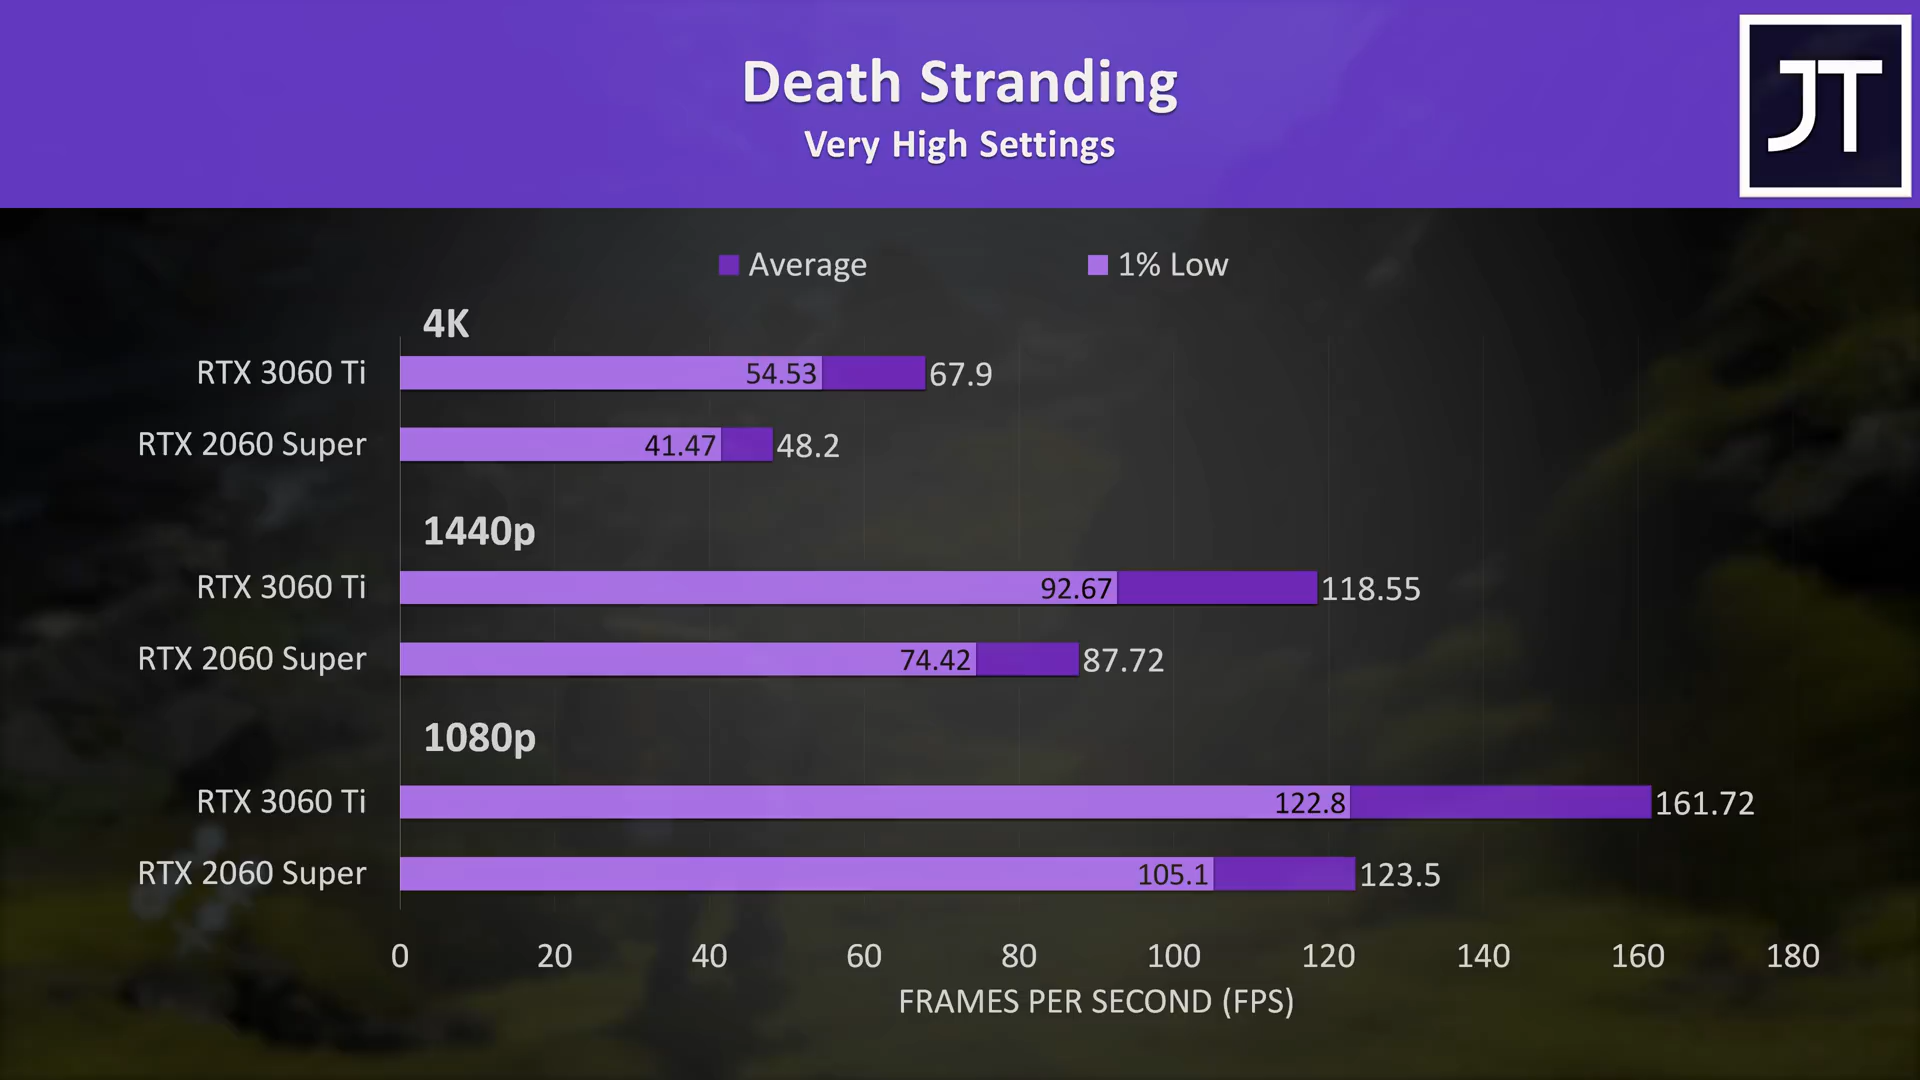 Death Stranding
Very High Settings
JT
Average 1% Low
4K
RTX 3060 Ti 54.53 67.9
RTX 2060 Super 41.47 48.2
1440p
RTX 3060 Ti 92.67 118.55
RTX 2060 Super 74.42 87.72
1080p
RTX 3060 Ti 122.8 161.72
RTX 2060 Super 105.1 123.5
0 20 40 60 80 100 120 140 160 180
FRAMES PER SECOND (FPS)